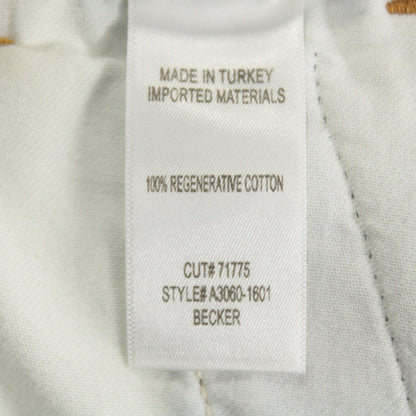 MADE IN TURKEY
IMPORTED MATERIALS
100% REGENERATIVE COTTON
CUT# 71775
STYLE# A3060-1601
BECKER